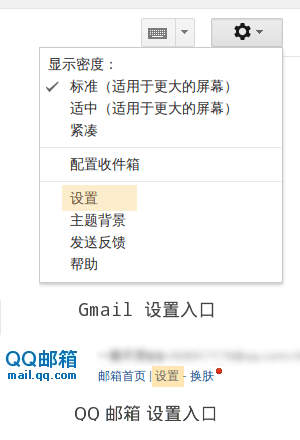 显示密度：
标准（适用于更大的屏幕）
适中（适用于更大的屏幕）
紧凑
配置收件箱
设置
主题背景
发送反馈
帮助
Gmail 设置入口
QQ邮箱
mail.qq.com
邮箱首页 | 设置 - 换肤
QQ 邮箱 设置入口